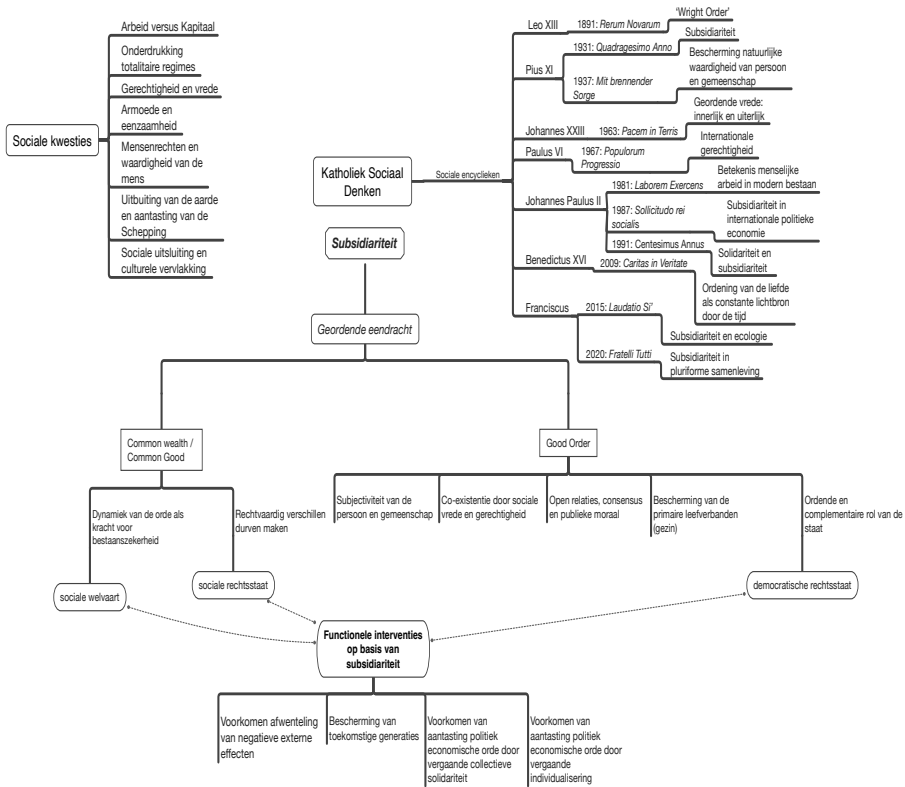 Sociale kwesties
Arbeid versus Kapitaal
Onderdrukking
totalitaire regimes
Gerechtigheid en vrede
Armoede en
eenzaamheid
Mensenrechten en
waardigheid van de
mens
Uitbuiting van de aarde
en aantasting van de
Schepping
Sociale uitsluiting en
culturele vervlakking
Katholiek Sociaal
Denken
Sociale encyclieken
Leo XIII
1891: Rerum Novarum
‘Wright Order’
Pius XI
1931: Quadragesimo Anno
Subsidiariteit
1937: Mit brennender
Sorge
Bescherming natuurlijke
waardigheid van persoon
en gemeenschap
Johannes XXIII
1963: Pacem in Terris
Geordende vrede:
innerlijk en uiterlijk
Paulus VI
1967: Populorum
Progressio
Internationale
gerechtigheid
Johannes Paulus II
1981: Laborem Exercens
Betekenis menselijke
arbeid in modern bestaan
1987: Sollicitudo rei
socialis
Subsidiariteit in
internationale politieke
economie
1991: Centesimus Annus
Solidariteit en
subsidiariteit
Benedictus XVI
2009: Caritas in Veritate
Ordening van de liefde
als constante lichtbron
door de tijd
Franciscus
2015: Laudatio Si’
Subsidiariteit en ecologie
2020: Fratelli Tutti
Subsidiariteit in
pluriforme samenleving
Subsidiariteit
Geordende eendracht
Common wealth /
Common Good
Dynamiek van de orde als
kracht voor
bestaanszekerheid
Rechtvaardig verschillen
durven maken
sociale welvaart
sociale rechtsstaat
Good Order
Subjectiviteit van de
persoon en gemeenschap
Co-existentie door sociale
vrede en gerechtigheid
Open relaties, consensus
en publieke moraal
Bescherming van de
primaire leefverbanden
(gezin)
Ordende en
complementaire rol van de
staat
democratische rechtsstaat
Functionele interventies
op basis van
subsidiariteit
Voorkomen afwenteling
van negatieve externe
effecten
Bescherming van
toekomstige generaties
Voorkomen van
aantasting politiek
economische orde door
vergaande collectieve
solidariteit
Voorkomen van
aantasting politiek
economische orde door
vergaande
individualisering